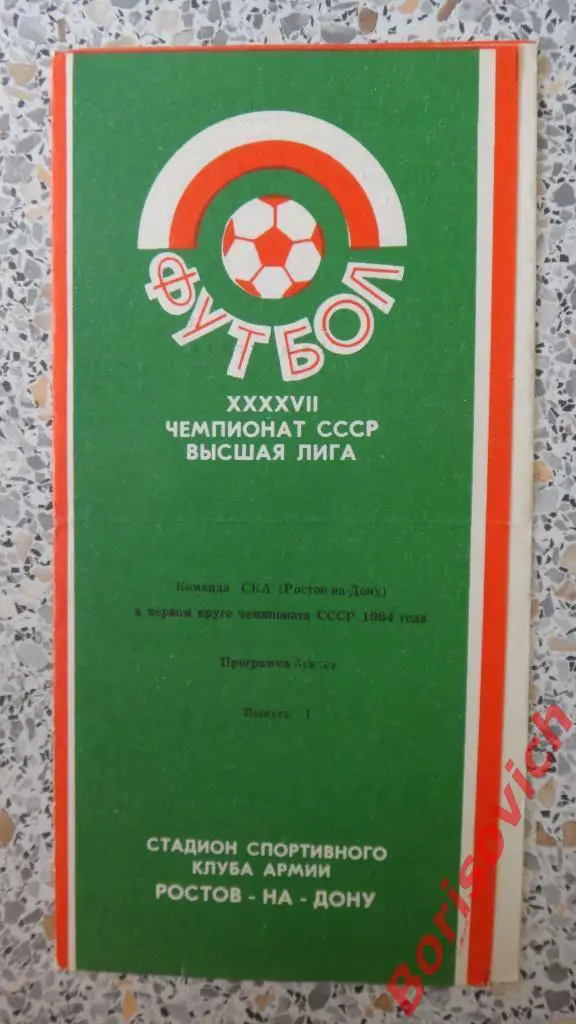 ФУТБОЛ
XXXXVII
ЧЕМПИОНАТ СССР
ВЫСШАЯ ЛИГА
Команда СКА (Ростов-на-Дону)
в первом круге чемпионата СССР 1984 года
Программа буклет
Выпуск 1
СТАДИОН СПОРТИВНОГО
КЛУБА АРМИИ
РОСТОВ - НА - ДОНУ
Borisovich